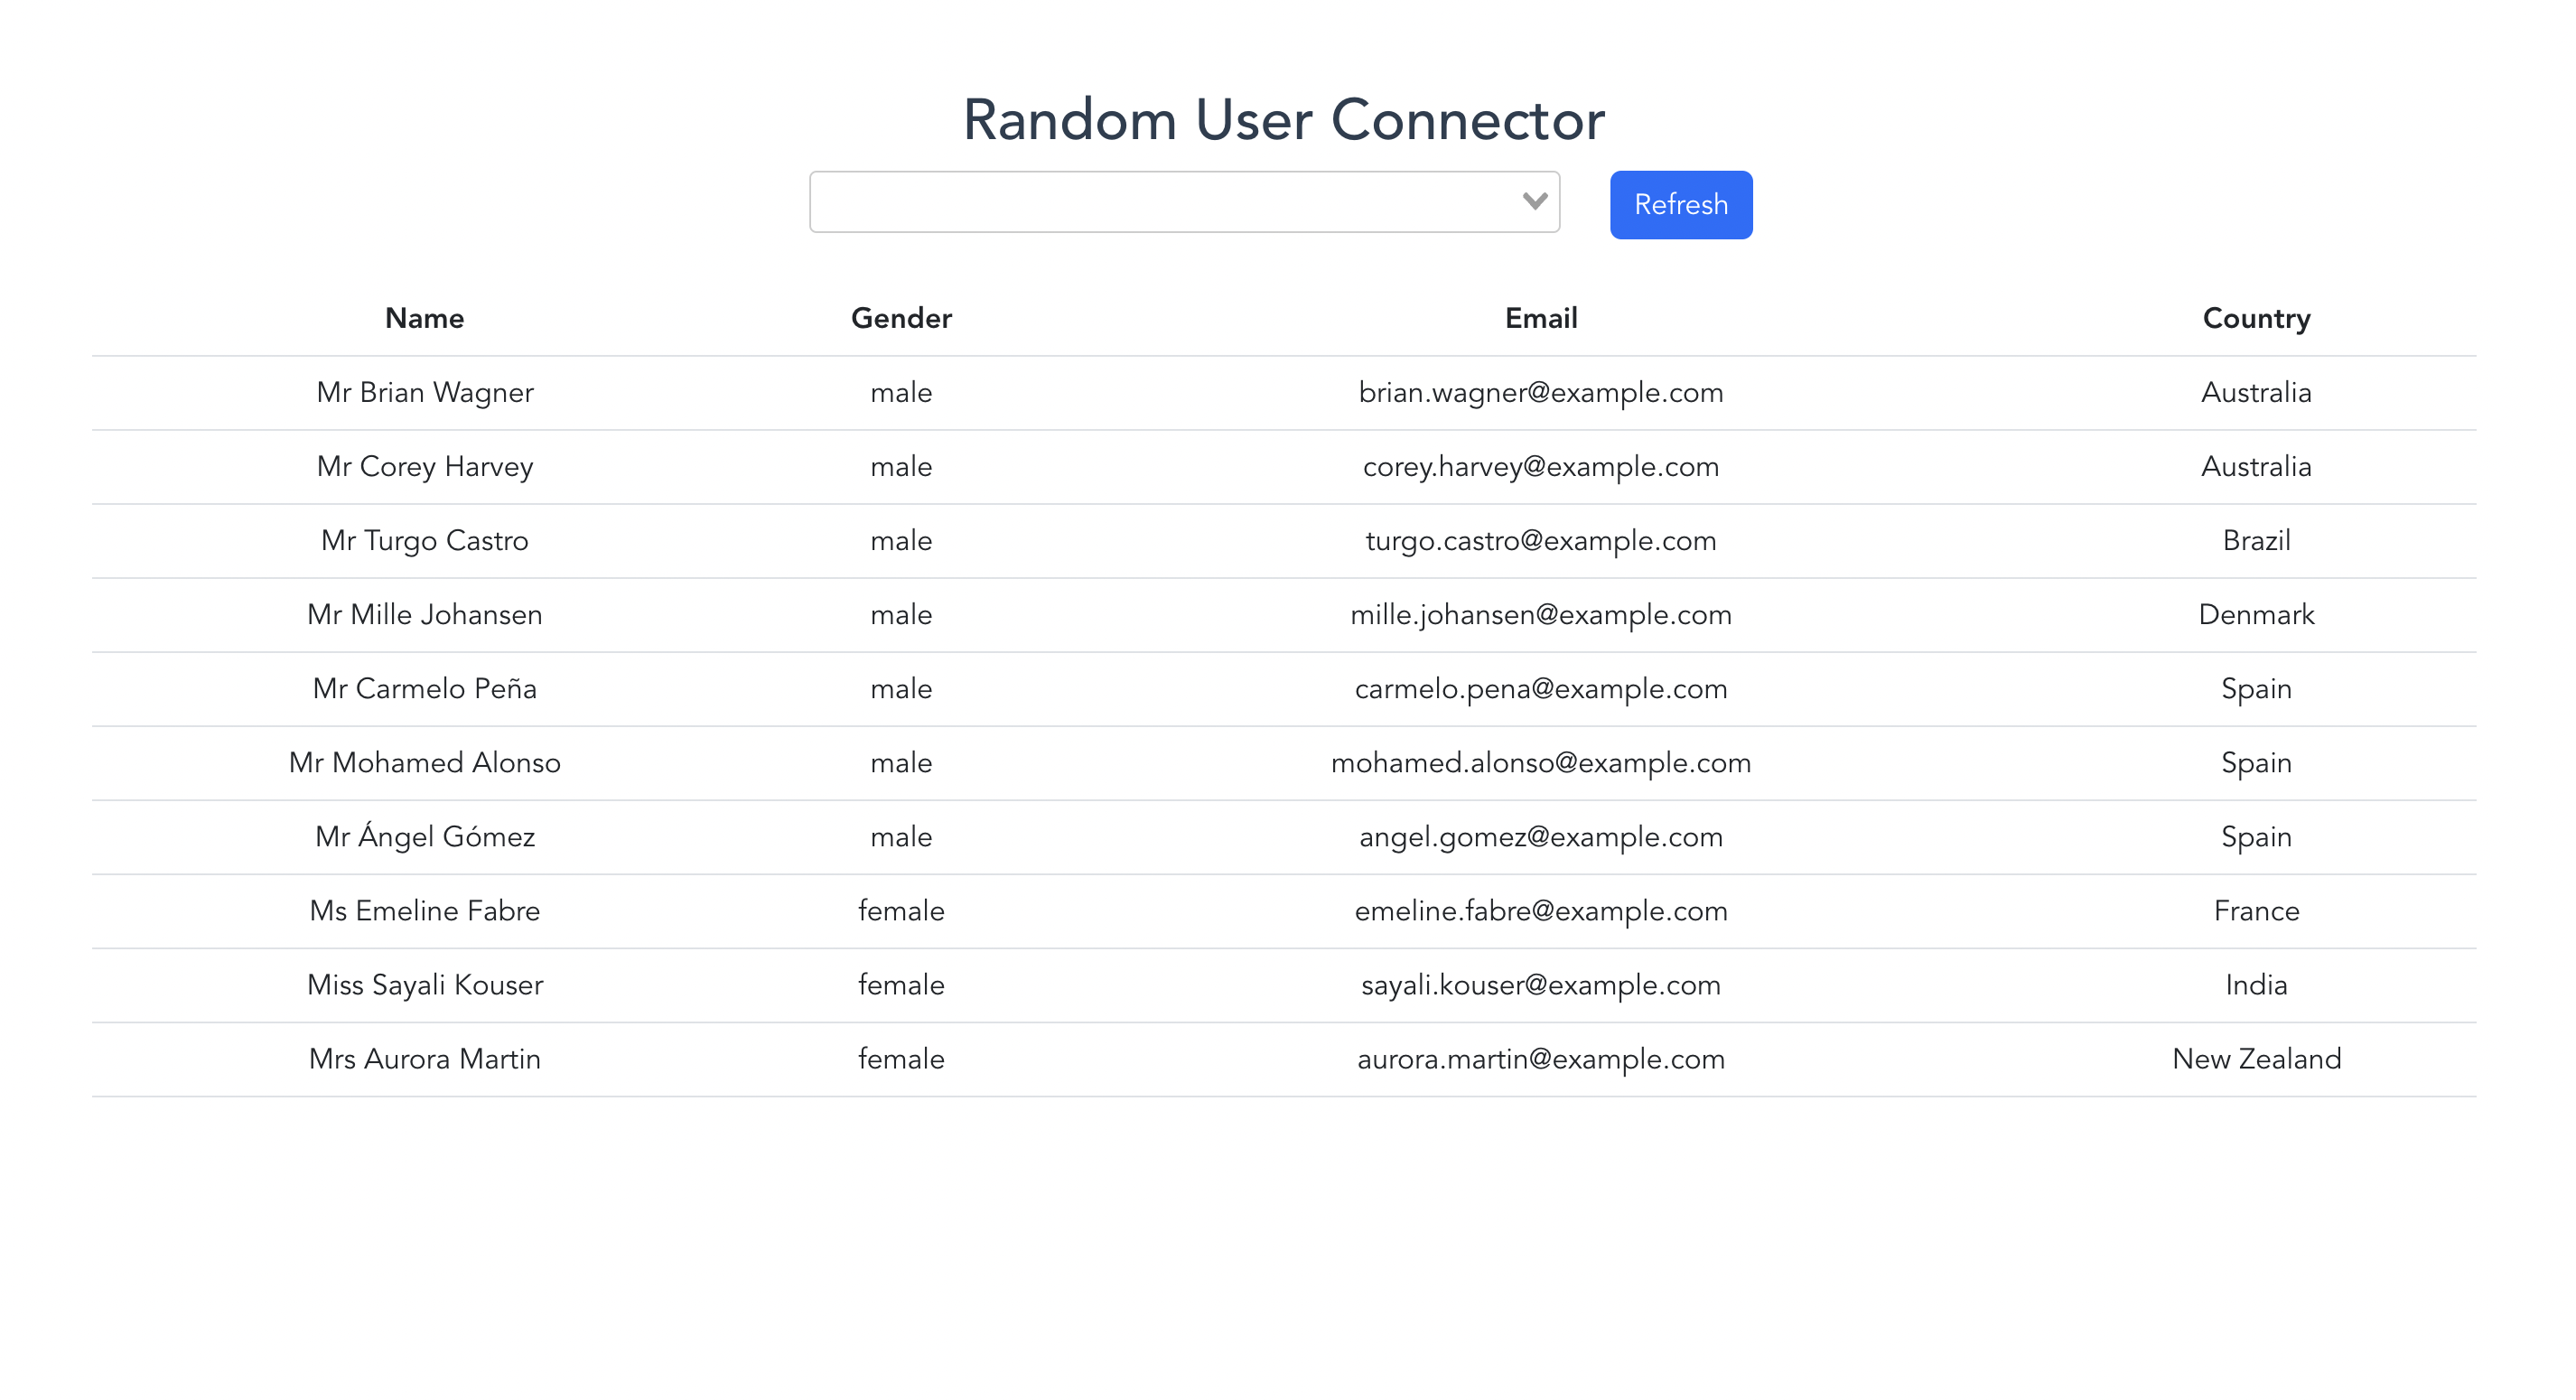 Random User Connector
Refresh
Name Gender Email Country
Mr Brian Wagner male brian.wagner@example.com Australia
Mr Corey Harvey male corey.harvey@example.com Australia
Mr Turgo Castro male turgo.castro@example.com Brazil
Mr Mille Johansen male mille.johansen@example.com Denmark
Mr Carmelo Peña male carmelo.pena@example.com Spain
Mr Mohamed Alonso male mohamed.alonso@example.com Spain
Mr Ángel Gómez male angel.gomez@example.com Spain
Ms Emeline Fabre female emeline.fabre@example.com France
Miss Sayali Kouser female sayali.kouser@example.com India
Mrs Aurora Martin female aurora.martin@example.com New Zealand